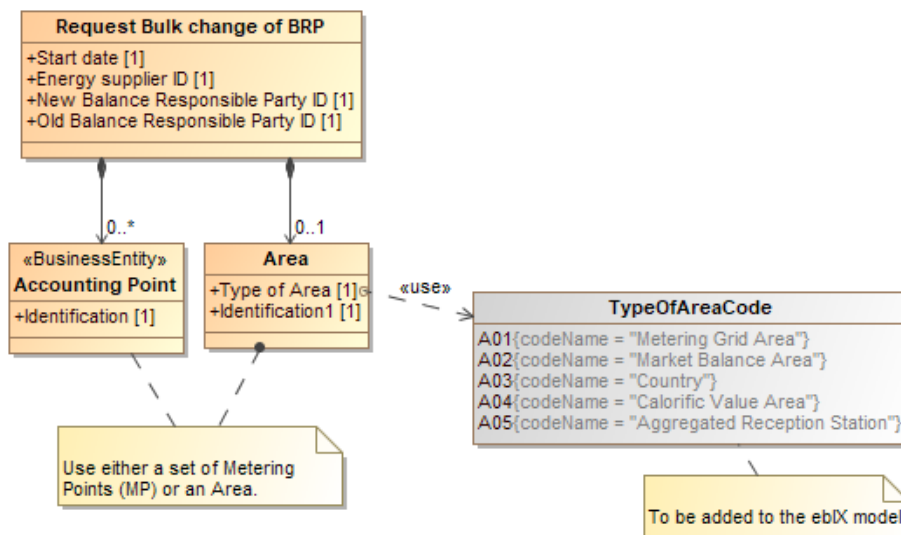 Request Bulk change of BRP
+Start date [1]
+Energy supplier ID [1]
+New Balance Responsible Party ID [1]
+Old Balance Responsible Party ID [1]
0..*
0..1
«BusinessEntity»
Accounting Point
+Identification [1]
Area
+Type of Area [1]
+Identification1 [1]
«use»
TypeOfAreaCode
A01{codeName = "Metering Grid Area"}
A02{codeName = "Market Balance Area"}
A03{codeName = "Country"}
A04{codeName = "Calorific Value Area"}
A05{codeName = "Aggregated Reception Station"}
Use either a set of Metering
Points (MP) or an Area.
To be added to the ebIX model